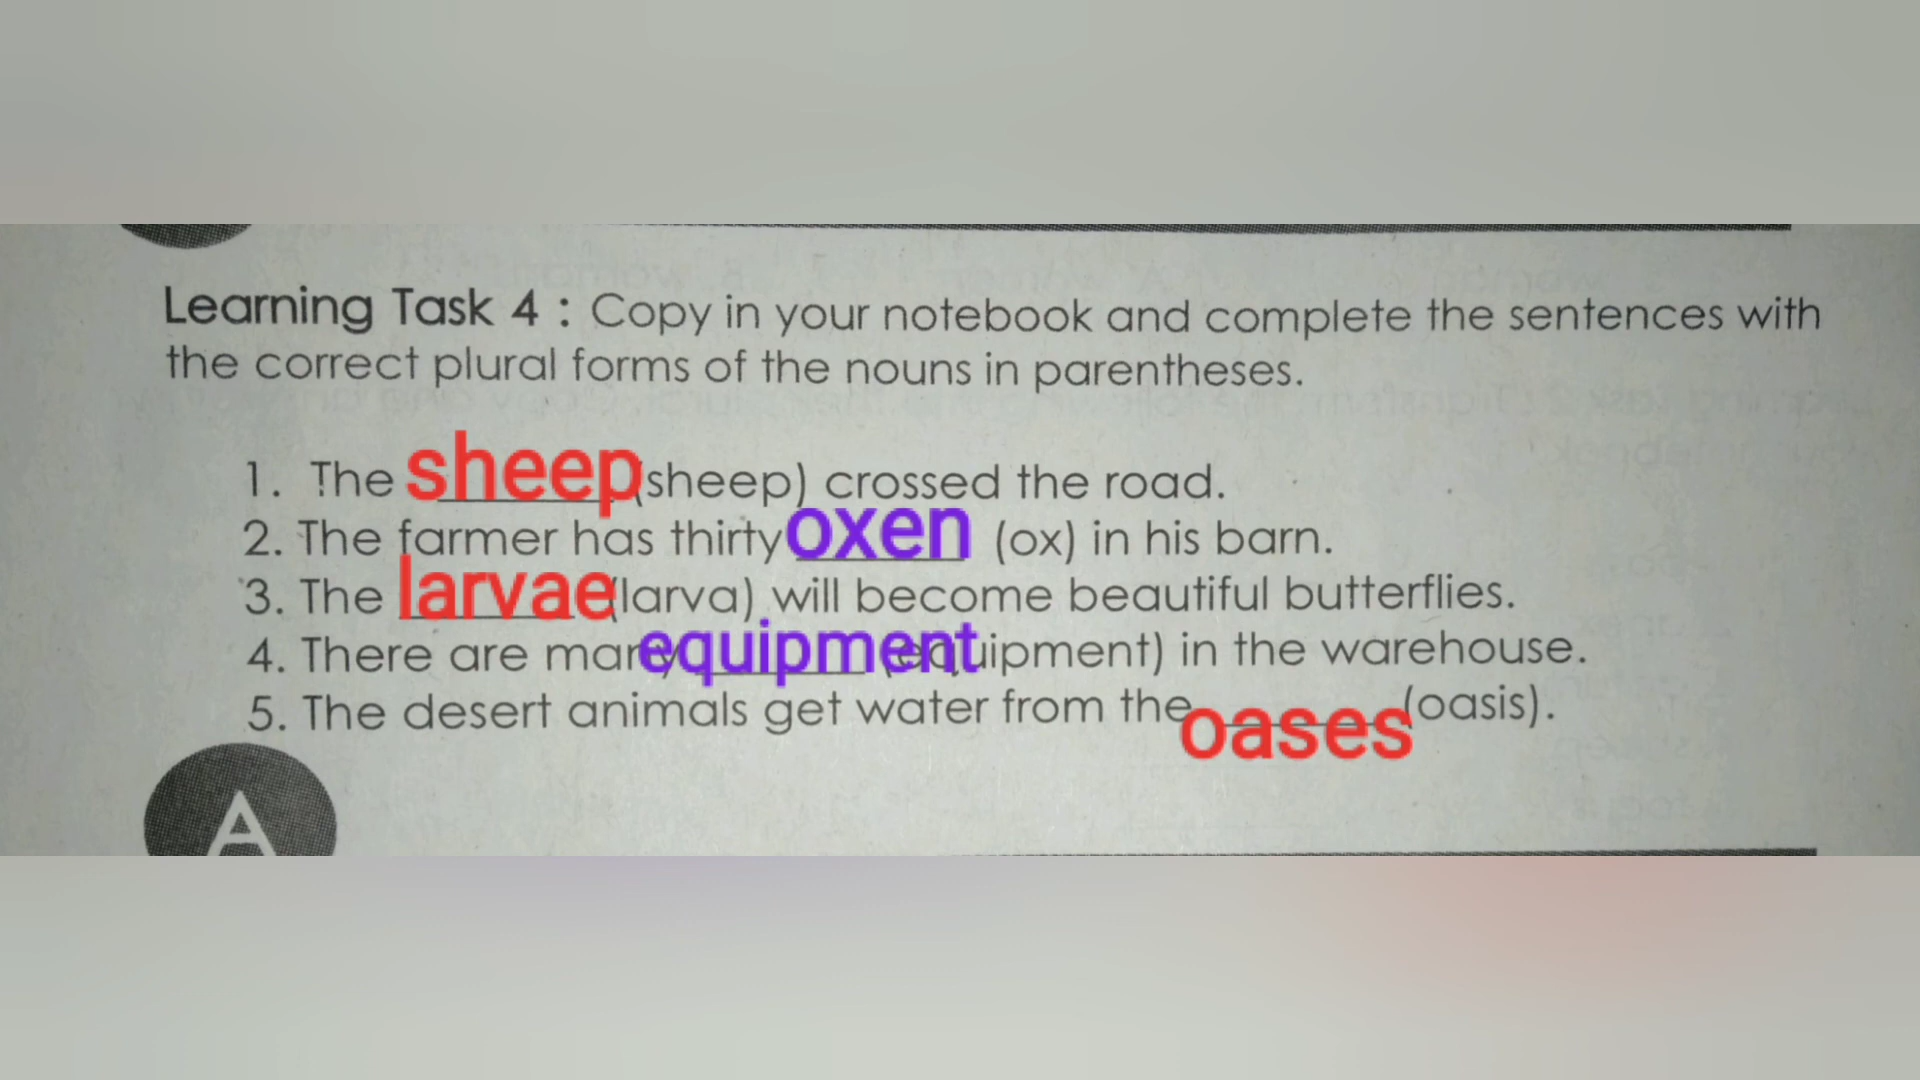 Learning Task 4 : Copy in your notebook and complete the sentences with
the correct plural forms of the nouns in parentheses.
1. The sheep (sheep) crossed the road.
2. The farmer has thirty oxen (ox) in his barn.
3. The larvae (larva) will become beautiful butterflies.
4. There are many equipment (equipment) in the warehouse.
5. The desert animals get water from the oases (oasis).
A